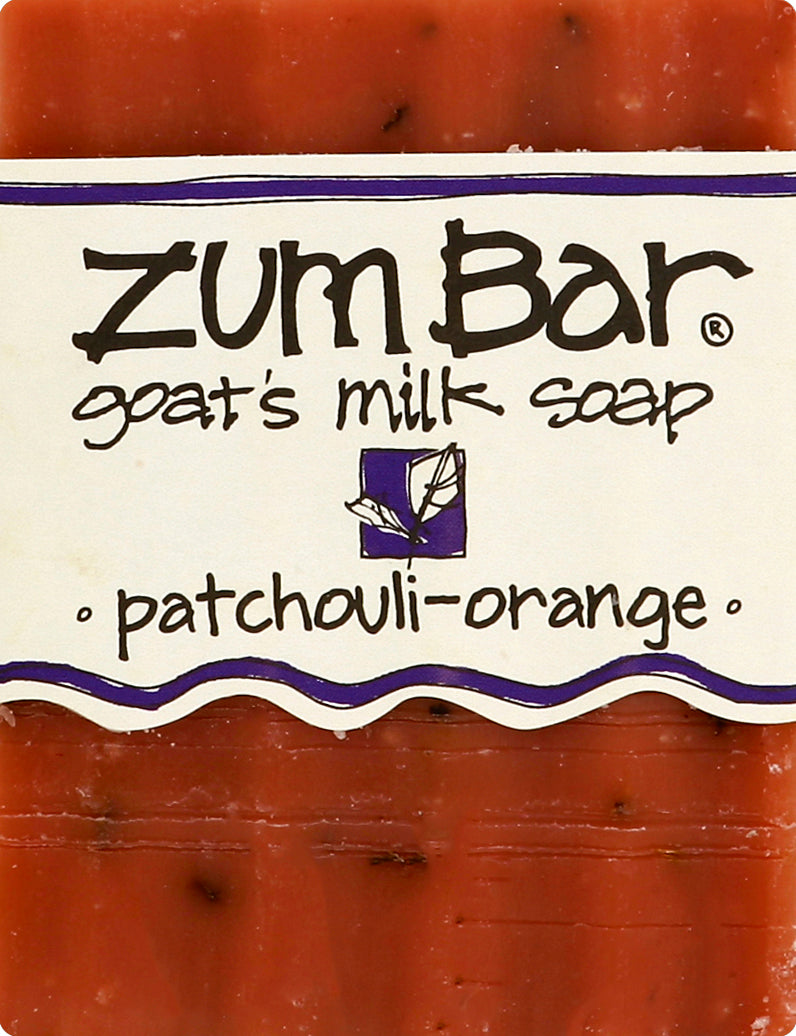 zum Bar®
goat's milk soap
• patchouli-orange •